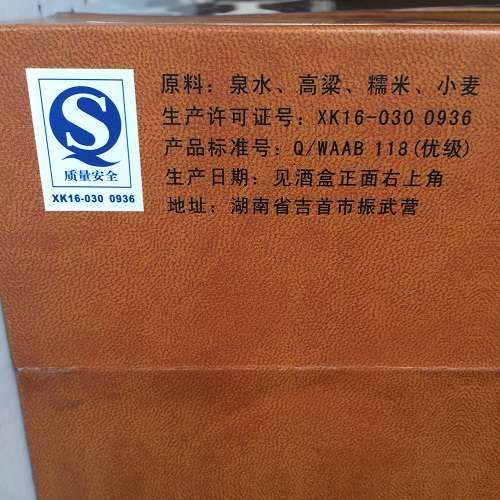 原料：泉水、高梁、糯米、小麦
生产许可证号：XK16-030 0936
产品标准号：Q/WAAB 118(优级)
生产日期：见酒盒正面右上角
地址：湖南省吉首市振武营
质量安全
XK16-030 0936